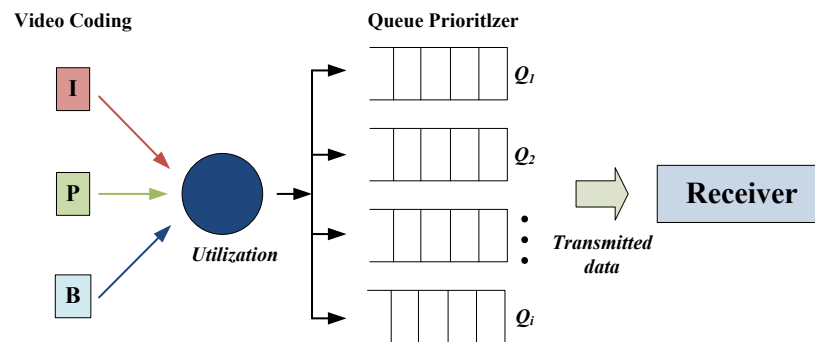 Video Coding
Queue Prioritlzer
I
P
B
Utilization
Q1
Q2
Qi
Transmitted
data
Receiver